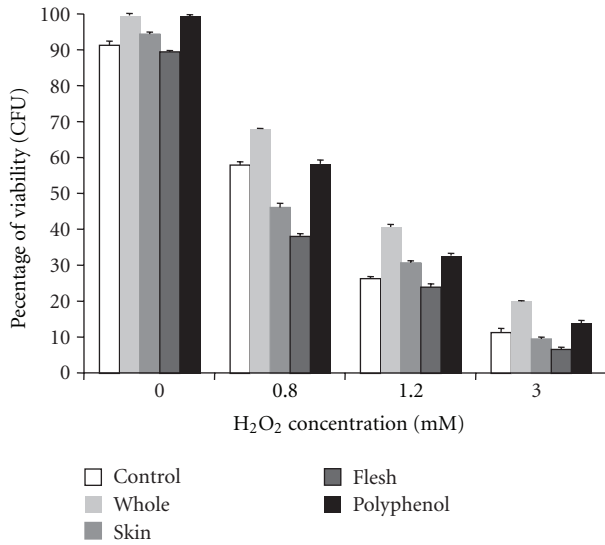 Pecentage of viability (CFU)
100
90
80
70
60
50
40
30
20
10
0
0 0.8 1.2 3
H₂O₂ concentration (mM)
Control
Whole
Skin
Flesh
Polyphenol